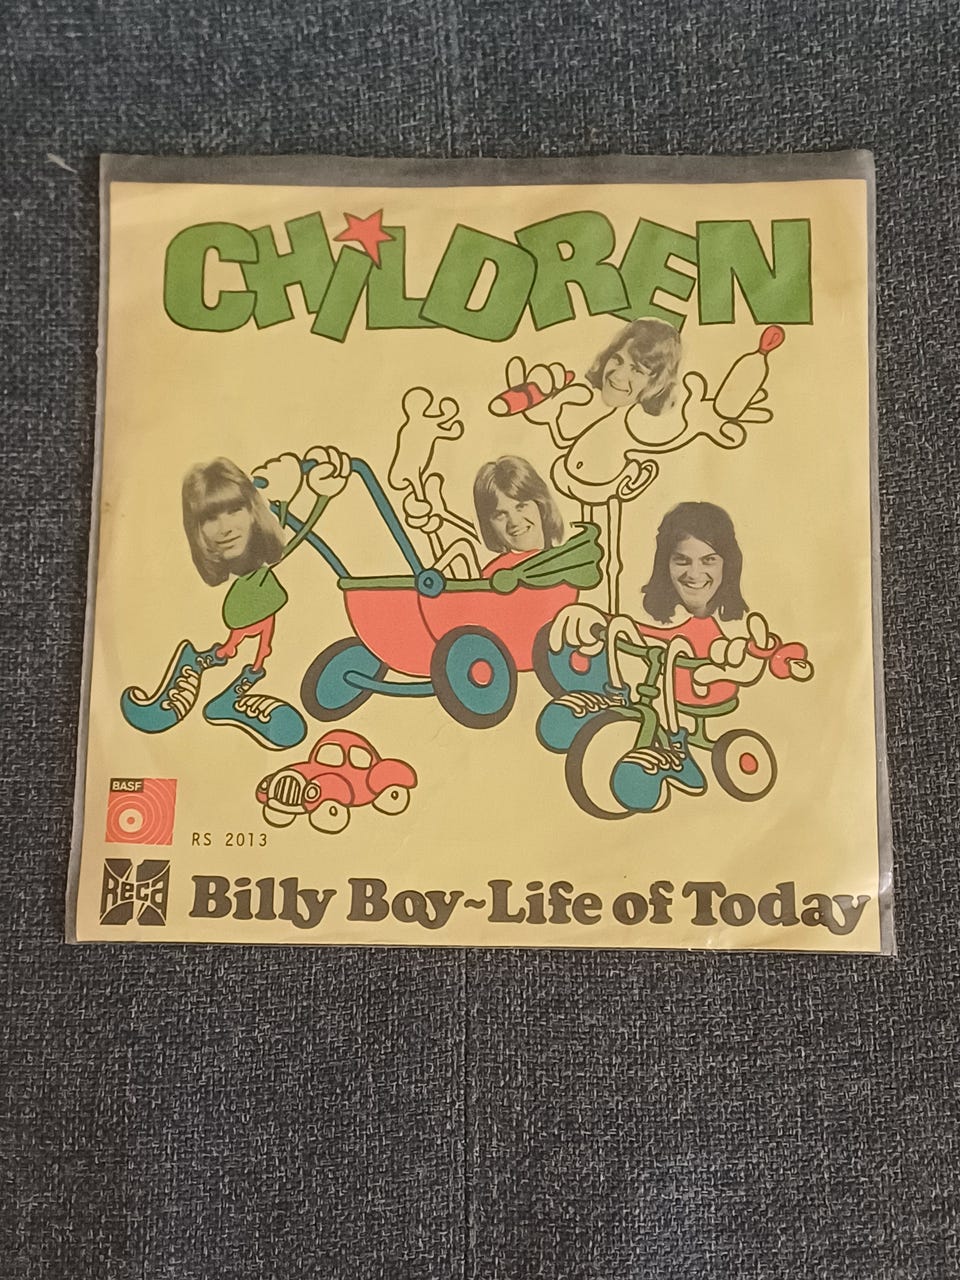 CHiLDREN
BASF
RS 2013
Reca
Billy Boy~Life of Today